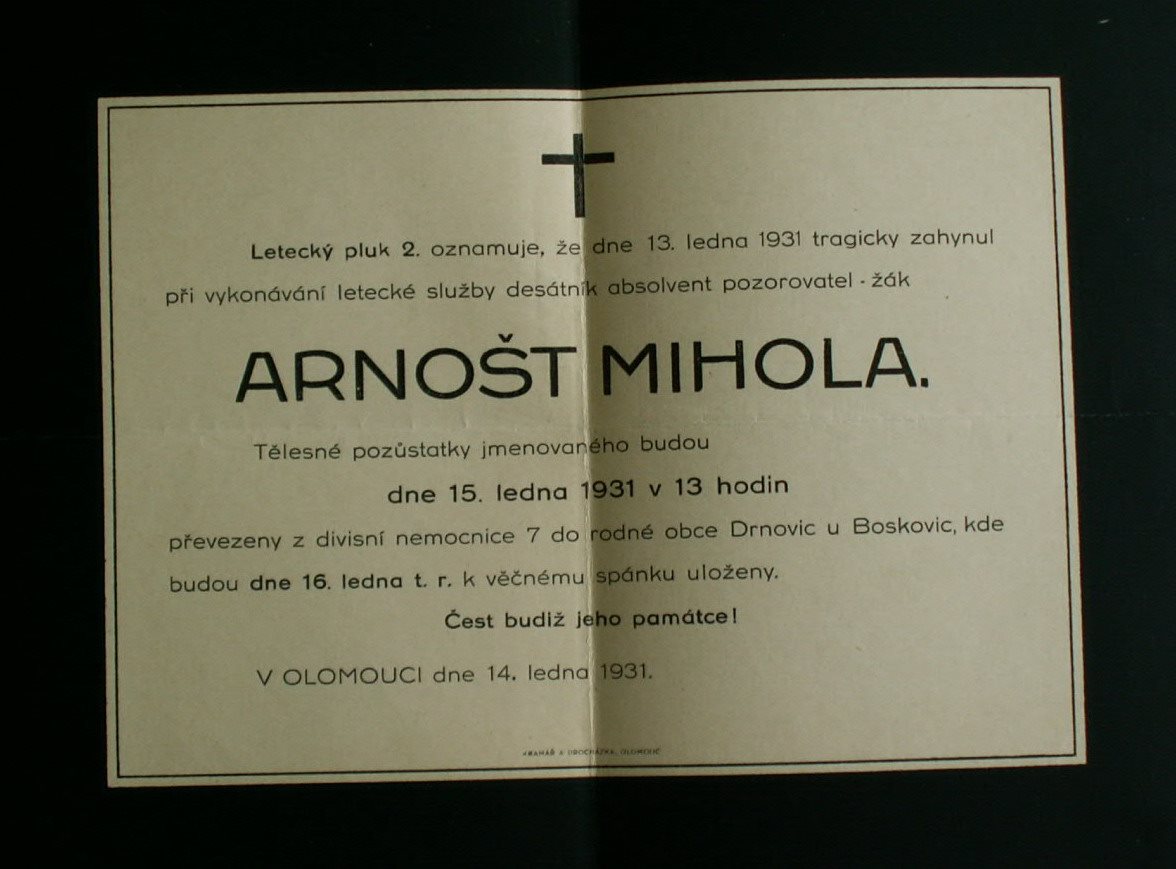 Letecký pluk 2. oznamuje, že dne 13. ledna 1931 tragicky zahynul
při vykonávání letecké služby desátník absolvent pozorovatel - žák
ARNOŠT MIHOLA.
Tělesné pozůstatky jmenovaného budou
dne 15. ledna 1931 v 13 hodin
převezeny z divisní nemocnice 7 do rodné obce Drnovic u Boskovic, kde
budou dne 16. ledna t. r. k věčnému spánku uloženy.
Čest budiž jeho památce!
V OLOMOUCI dne 14. ledna 1931.
KRAMÁŘ & PROCHÁZKA, OLOMOUC